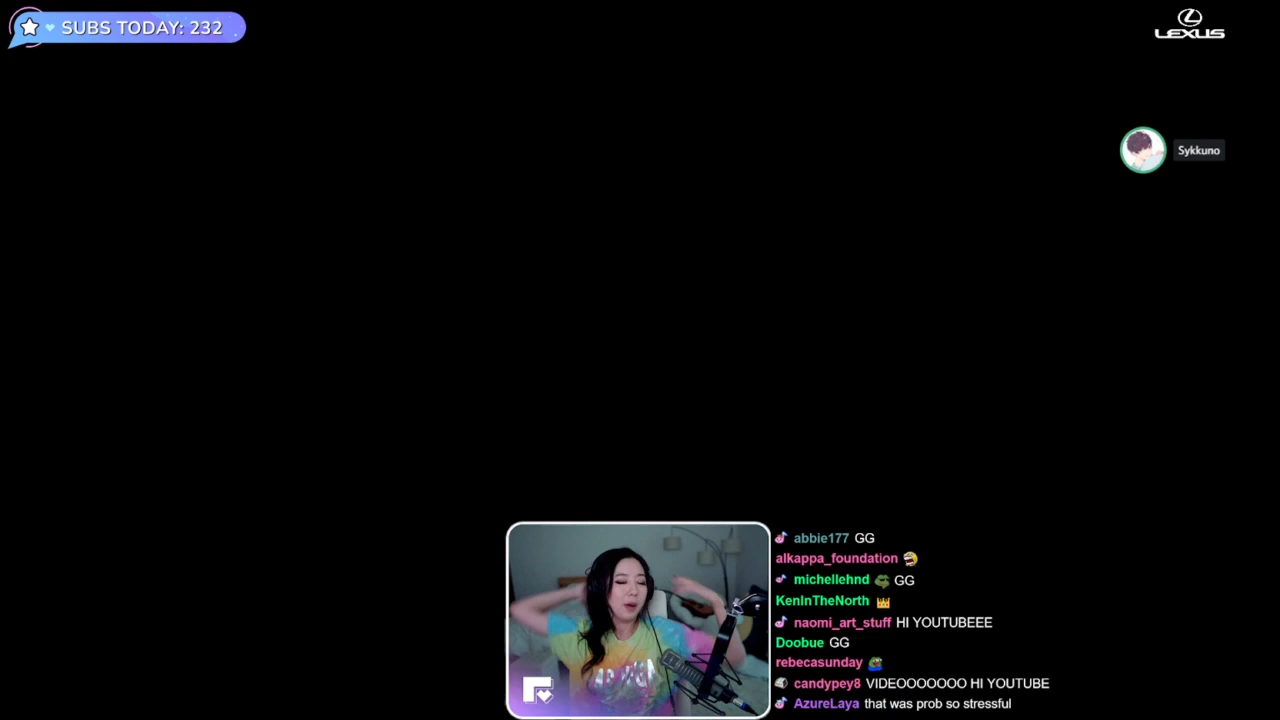 SUBS TODAY: 232
LEXUS
Sykkuno
abbie177 GG
alkappa_foundation
michellehnd GG
KenInTheNorth
naomi_art_stuff HI YOUTUBEEE
Doobue GG
rebecasunday
candypey8 VIDEOOOOOOO HI YOUTUBE
AzureLaya that was prob so stressful